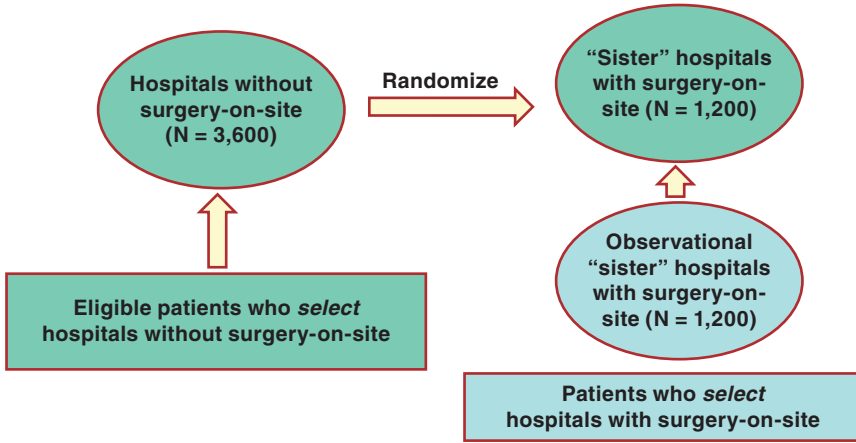 Hospitals without
surgery-on-site
(N = 3,600)
Randomize
“Sister” hospitals
with surgery-on-
site (N = 1,200)
Eligible patients who select
hospitals without surgery-on-site
Observational
“sister” hospitals
with surgery-on-
site (N = 1,200)
Patients who select
hospitals with surgery-on-site